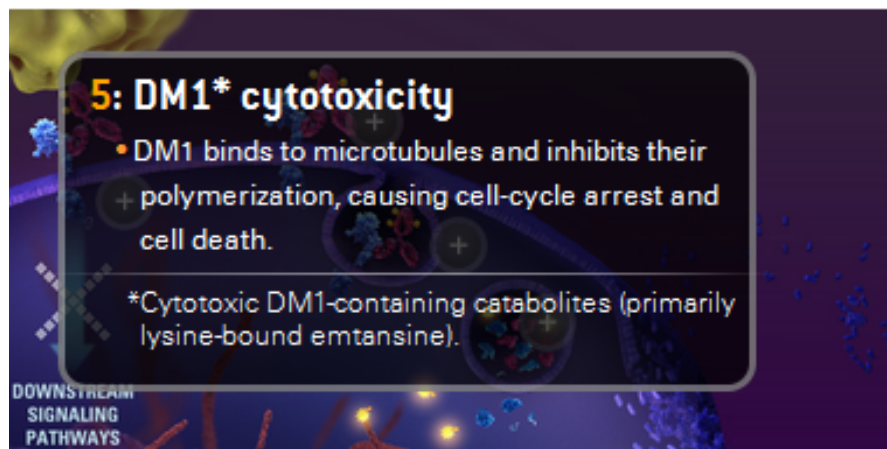 5: DM1* cytotoxicity
• DM1 binds to microtubules and inhibits their
polymerization, causing cell-cycle arrest and
cell death.
*Cytotoxic DM1-containing catabolites (primarily
lysine-bound emtansine).
DOWNSTREAM
SIGNALING
PATHWAYS